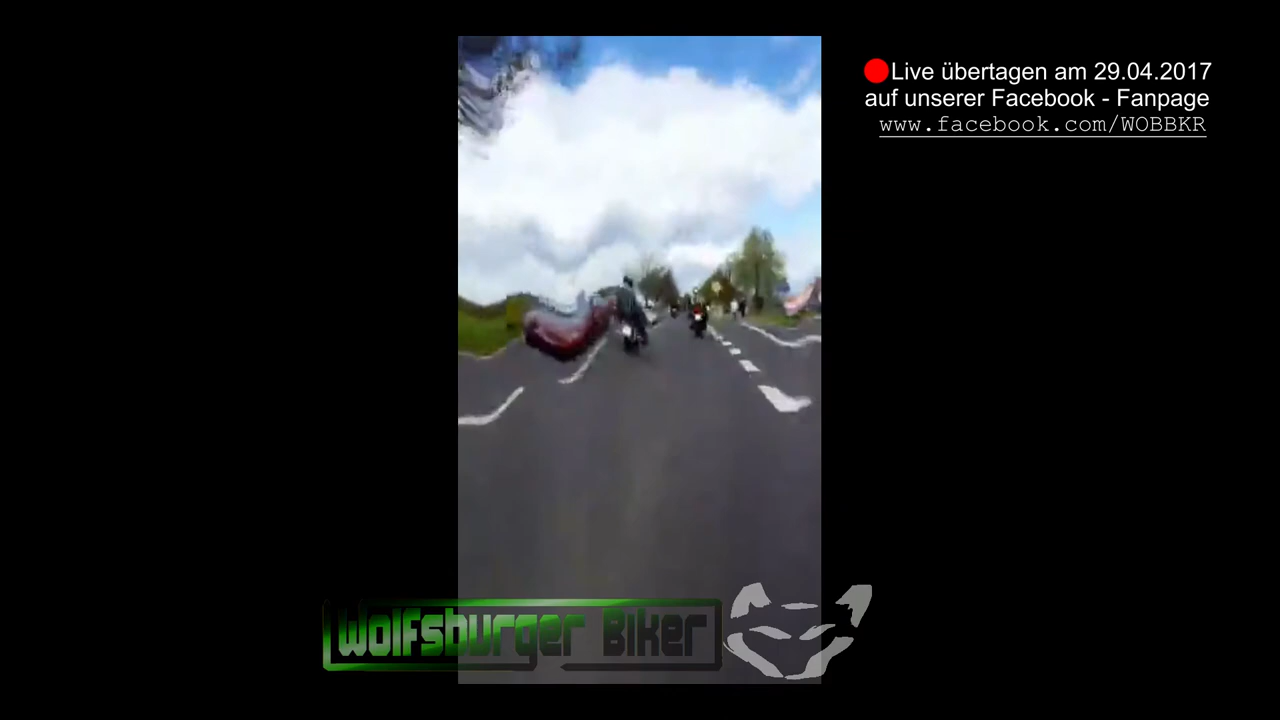 Live übertagen am 29.04.2017
auf unserer Facebook - Fanpage
www.facebook.com/WOBBKR
Wolfsburger Biker